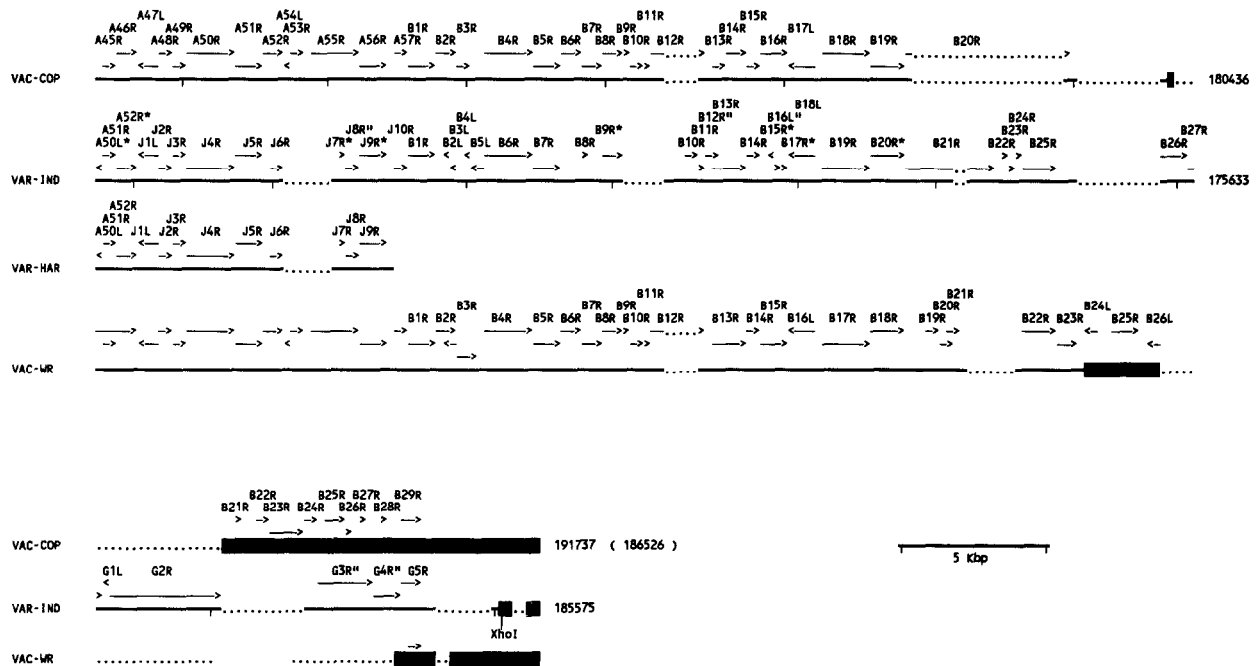 A47L A54L B11R
A46R A49R A53R B1R B3R B7R B9R B14R B15R B17L
A45R A48R A50R A51R A52R A55R A56R A57R B2R B4R B5R B6R B8R B10R B12R B13R B16R B18R B19R B20R
VAC-COP 180436
A52R* B4L B13R B18L B24R
A51R J2R J8R" J10R B3L B9R* B11R B12R" B15R* B16L" B23R B27R
A50L* J1L J3R J4R J5R J6R J7R* J9R* B1R B2L B5L B6R B7R B8R B10R B14R B17R* B19R B20R* B21R B22R B25R B26R
VAR-IND 175633
A52R
A51R J3R J8R
A50L J1L J2R J4R J5R J6R J7R J9R
VAR-HAR
B11R B21R
B3R B7R B9R B15R B20R B24L
B1R B2R B4R B5R B6R B8R B10R B12R B13R B14R B16L B17R B18R B19R B22R B23R B25R B26L
VAC-WR
B22R B25R B27R B29R
B21R B23R B24R B26R B28R
VAC-COP 191737 ( 186526 )
5 Kbp
G1L G2R G3R" G4R" G5R
VAR-IND 185575
XhoI
VAC-WR